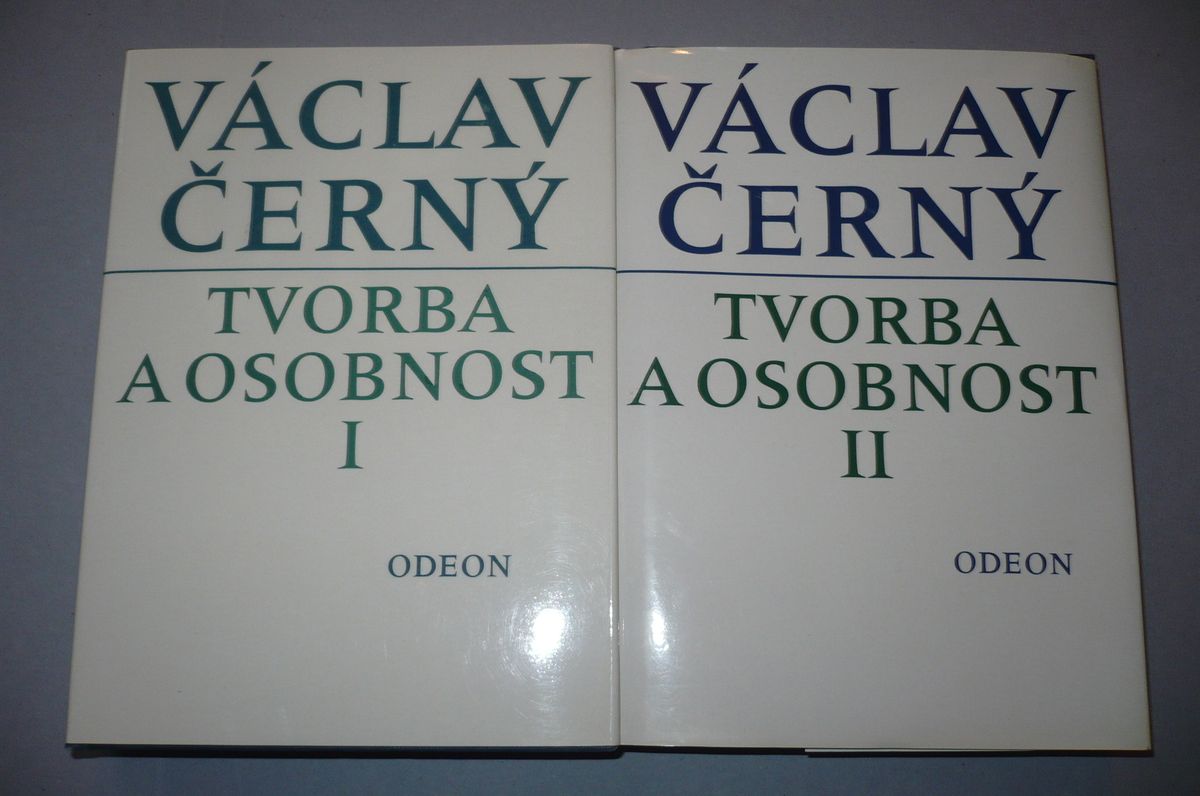 VÁCLAV
ČERNÝ
TVORBA
A OSOBNOST
I
ODEON
VÁCLAV
ČERNÝ
TVORBA
A OSOBNOST
II
ODEON